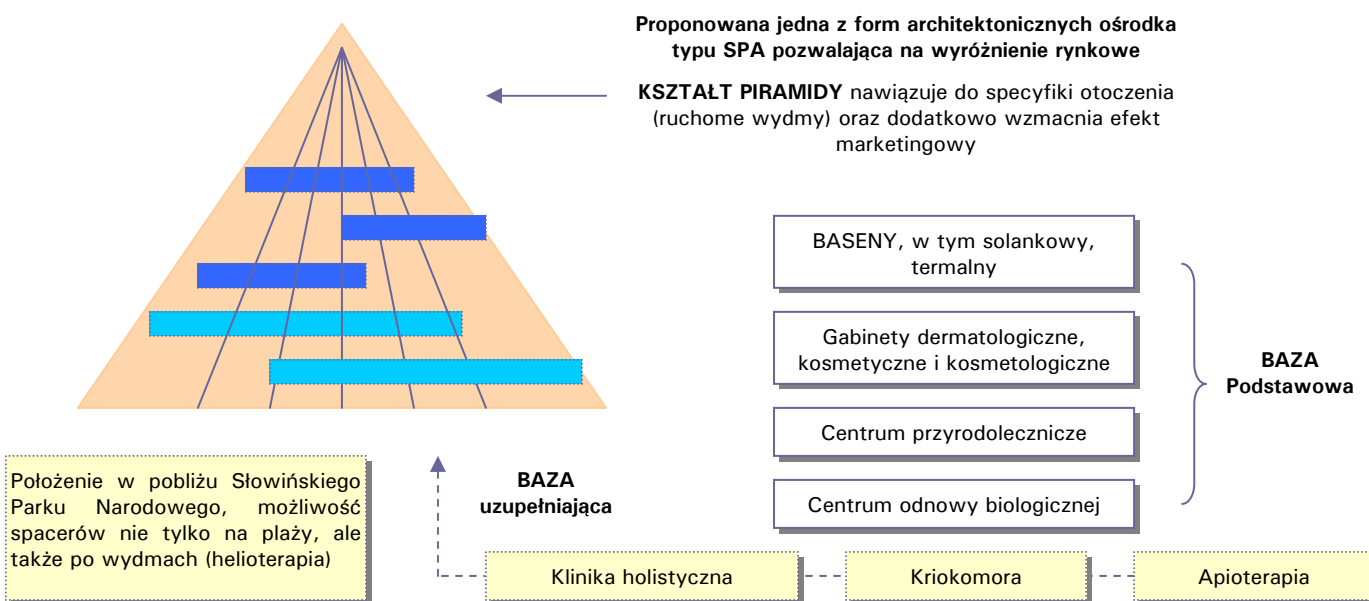 Proponowana jedna z form architektonicznych ośrodka
typu SPA pozwalająca na wyróżnienie rynkowe
KSZTAŁT PIRAMIDY nawiązuje do specyfiki otoczenia
(ruchome wydmy) oraz dodatkowo wzmacnia efekt
marketingowy
BASENY, w tym solankowy,
termalny
Gabinety dermatologiczne,
kosmetyczne i kosmetologiczne
Centrum przyrodolecznicze
Centrum odnowy biologicznej
BAZA
Podstawowa
Położenie w pobliżu Słowińskiego
Parku Narodowego, możliwość
spacerów nie tylko na plaży, ale
także po wydmach (helioterapia)
BAZA
uzupełniająca
Klinika holistyczna
Kriokomora
Apioterapia